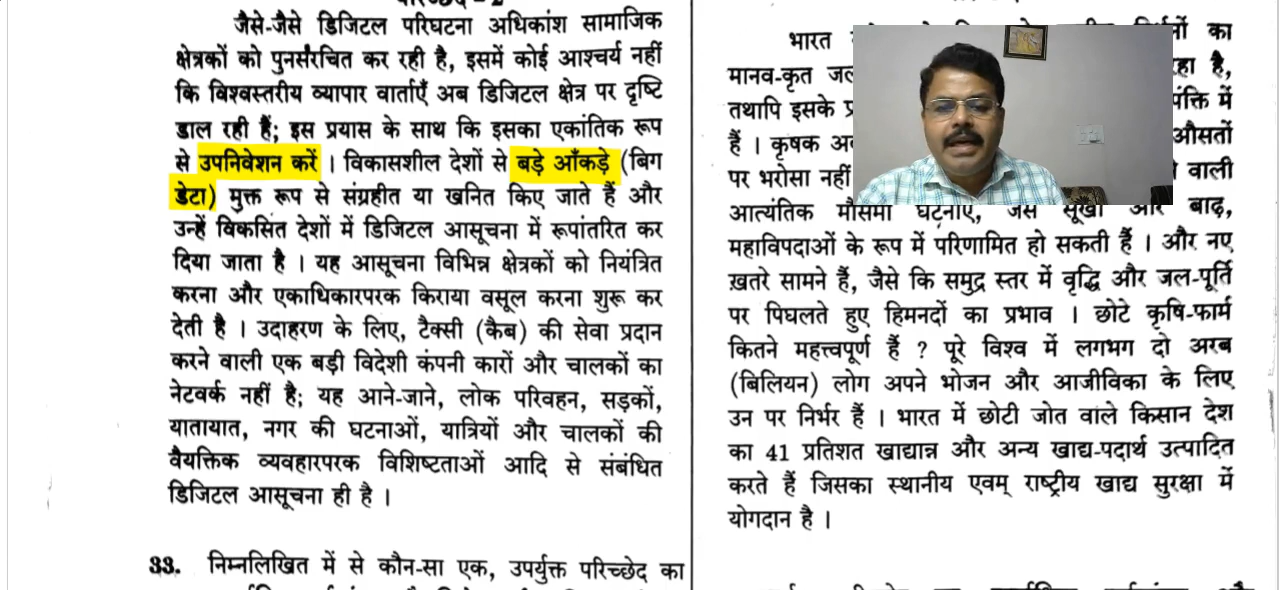 जैसे-जैसे डिजिटल परिघटना अधिकांश सामाजिक
क्षेत्रकों को पुनर्संरचित कर रही है, इसमें कोई आश्चर्य नहीं
कि विश्वस्तरीय व्यापार वार्ताएँ अब डिजिटल क्षेत्र पर दृष्टि
डाल रही हैं; इस प्रयास के साथ कि इसका एकांतिक रूप
से उपनिवेशन करें । विकासशील देशों से बड़े आँकड़े (बिग
डेटा) मुक्त रूप से संग्रहीत या खनित किए जाते हैं और
उन्हें विकसित देशों में डिजिटल आसूचना में रूपांतरित कर
दिया जाता है । यह आसूचना विभिन्न क्षेत्रकों को नियंत्रित
करना और एकाधिकारपरक किराया वसूल करना शुरू कर
देती है । उदाहरण के लिए, टैक्सी (कैब) की सेवा प्रदान
करने वाली एक बड़ी विदेशी कंपनी कारों और चालकों का
नेटवर्क नहीं है; यह आने-जाने, लोक परिवहन, सड़कों,
यातायात, नगर की घटनाओं, यात्रियों और चालकों की
वैयक्तिक व्यवहारपरक विशिष्टताओं आदि से संबंधित
डिजिटल आसूचना ही है ।
33. निम्नलिखित में से कौन-सा एक, उपर्युक्त परिच्छेद का
भारत का
मानव-कृत रहा है,
तथापि इसके में
हैं । कृषक औसतों
पर भरोसा नहीं वाली
आत्यंतिक मौसमी घटनाएँ, जैसे सूखा और बाढ़,
महाविपदाओं के रूप में परिणामित हो सकती हैं । और नए
ख़तरे सामने हैं, जैसे कि समुद्र स्तर में वृद्धि और जल-पूर्ति
पर पिघलते हुए हिमनदों का प्रभाव । छोटे कृषि-फार्म
कितने महत्त्वपूर्ण हैं ? पूरे विश्व में लगभग दो अरब
(बिलियन) लोग अपने भोजन और आजीविका के लिए
उन पर निर्भर हैं । भारत में छोटी जोत वाले किसान देश
का 41 प्रतिशत खाद्यान्न और अन्य खाद्य-पदार्थ उत्पादित
करते हैं जिसका स्थानीय एवम् राष्ट्रीय खाद्य सुरक्षा में
योगदान है ।